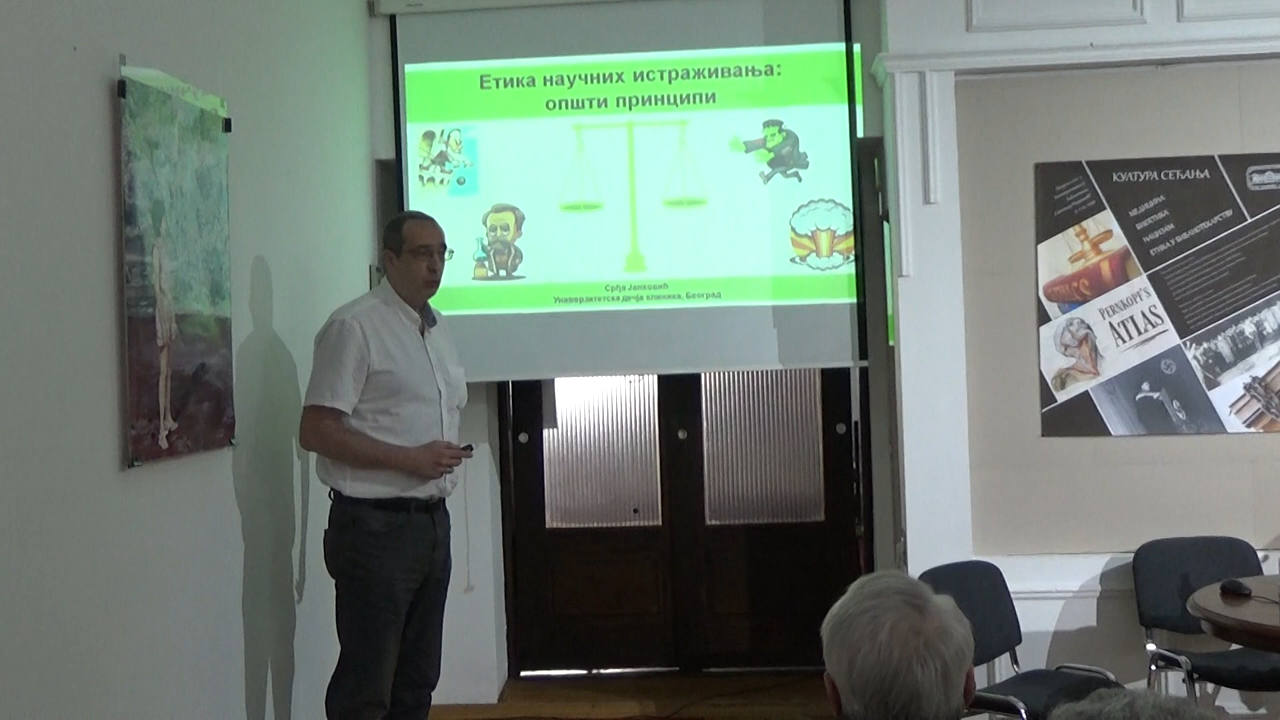 Етика научних истраживања:
општи принципи
Срђа Јанковић
Универзитетска дечја клиника, Београд
КУЛТУРА СЕЋАЊА
МЕДИЦИНА
БИОЕТИКА
НАЦИЗАМ
ЕТИКА У БИБЛИОТЕКАРСТВУ
ETHICS
PERNKOPF'S
ATLAS